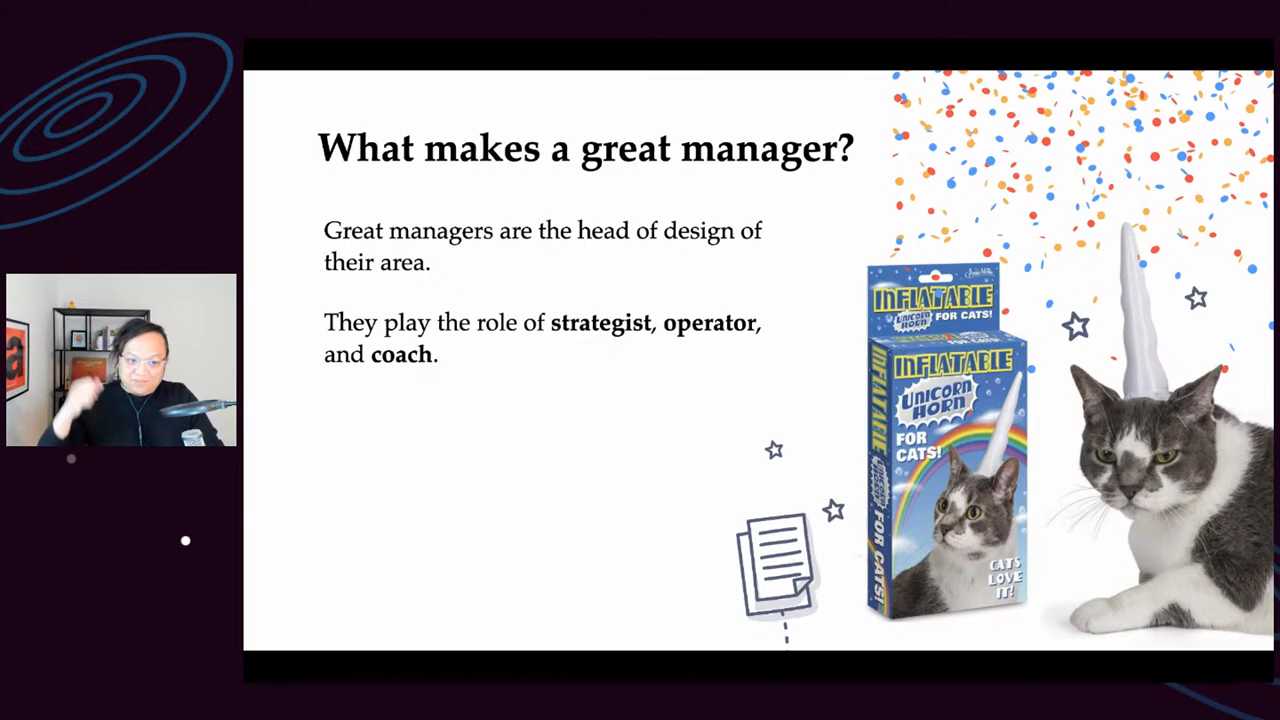 What makes a great manager?
Great managers are the head of design of
their area.
They play the role of strategist, operator,
and coach.
INFLATABLE
UNICORN
HORN
FOR CATS!
INFLATABLE
UNICORN
HORN
FOR
CATS!
CATS
LOVE
IT!
INFLATABLE
FOR CATS!
a